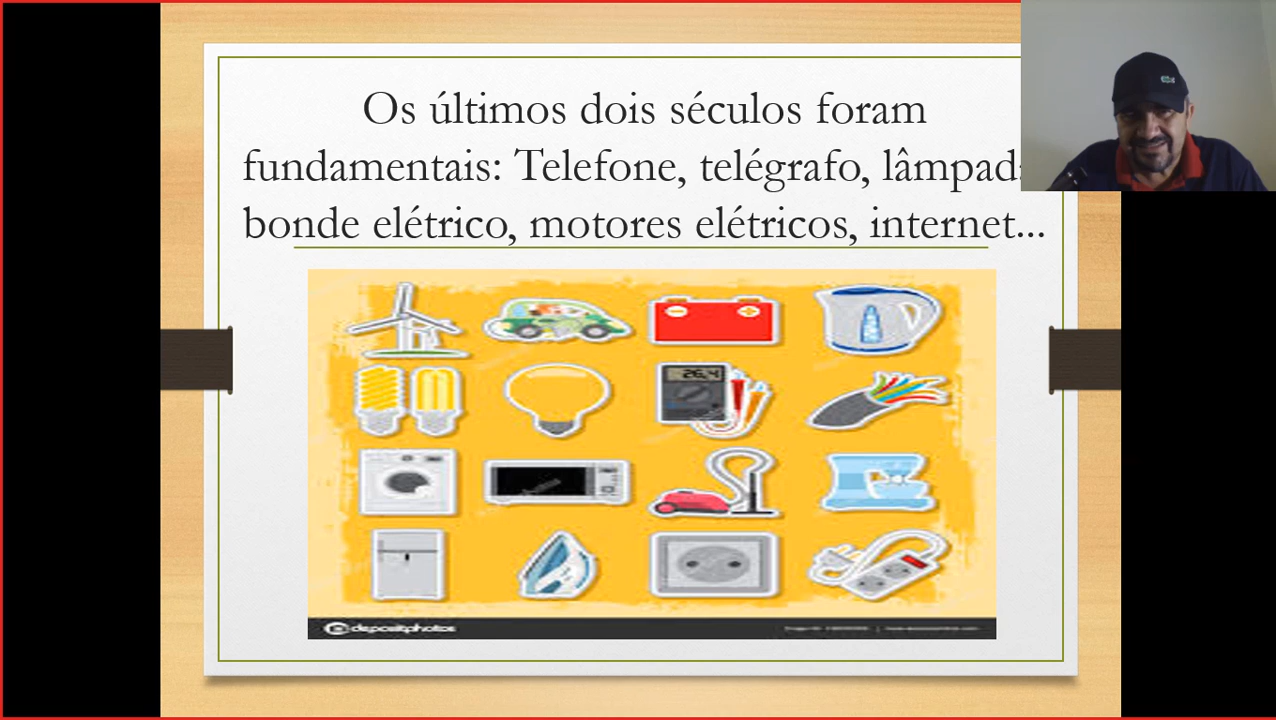 Os últimos dois séculos foram
fundamentais: Telefone, telégrafo, lâmpada
bonde elétrico, motores elétricos, internet...
26,4
depositphotos